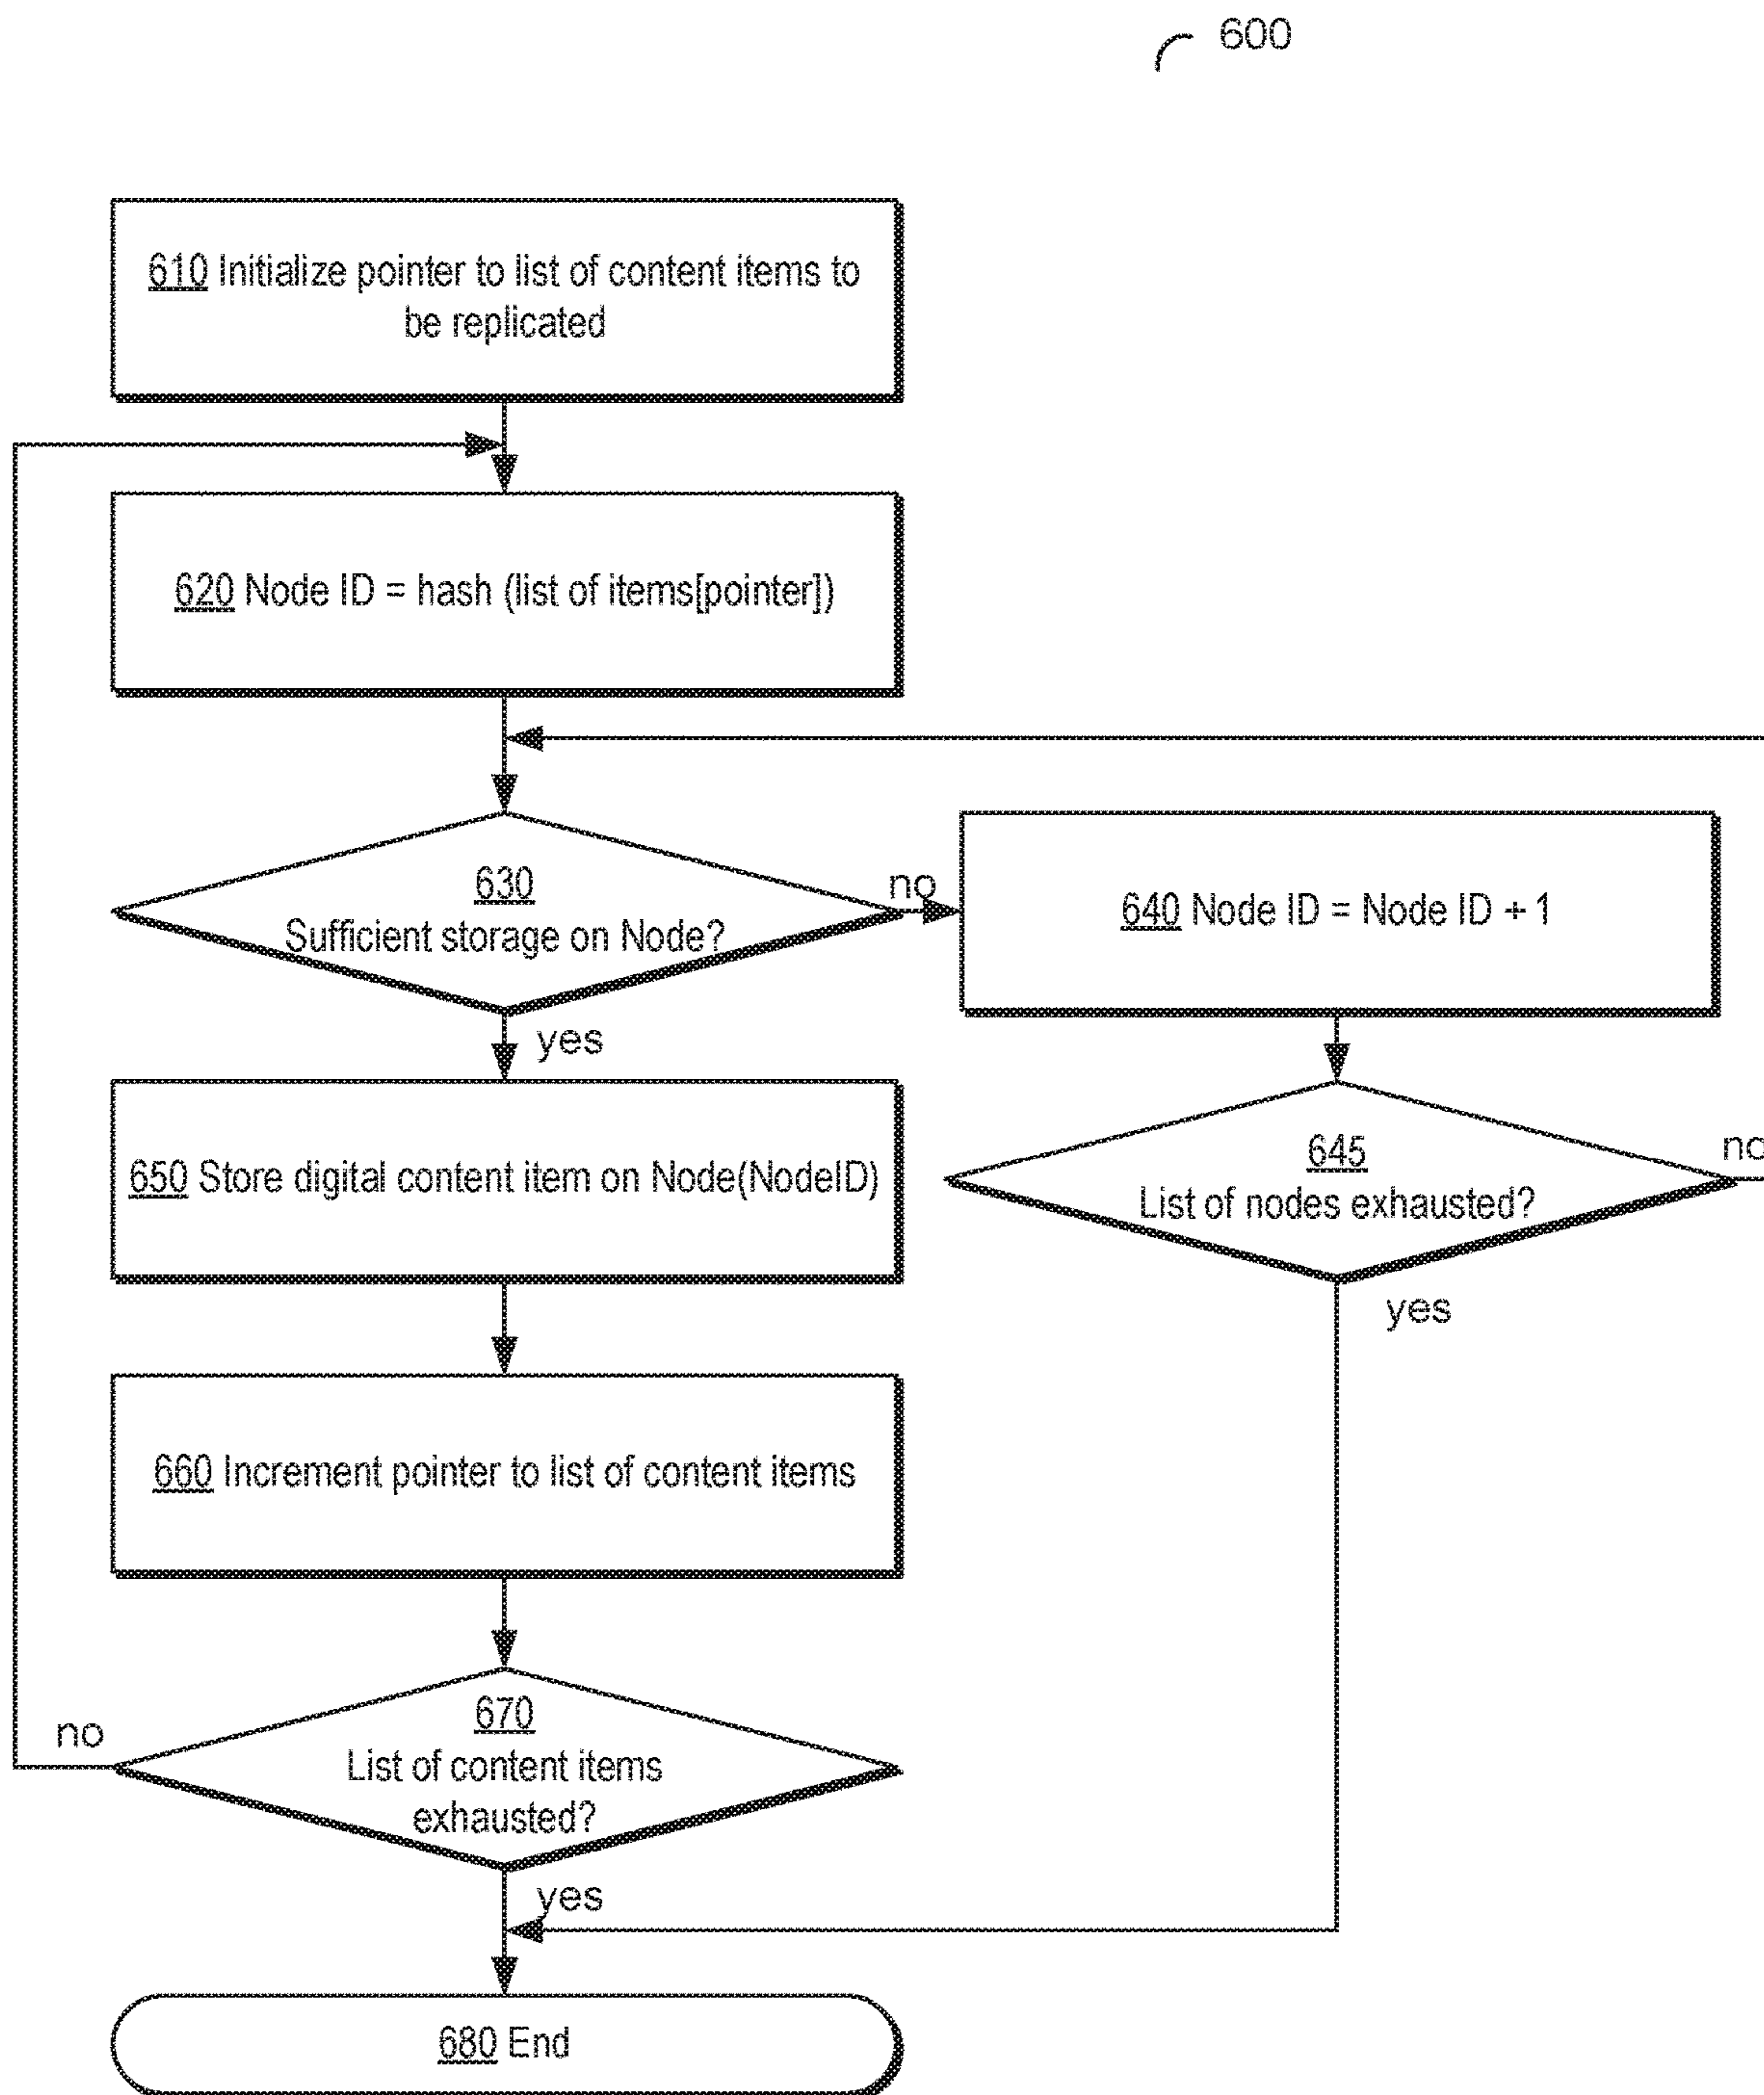 600
610 Initialize pointer to list of content items to
be replicated
620 Node ID = hash (list of items[pointer])
630
Sufficient storage on Node?
no
640 Node ID = Node ID + 1
yes
650 Store digital content item on Node(NodeID)
645
List of nodes exhausted?
no
yes
660 Increment pointer to list of content items
670
List of content items
exhausted?
no
yes
680 End